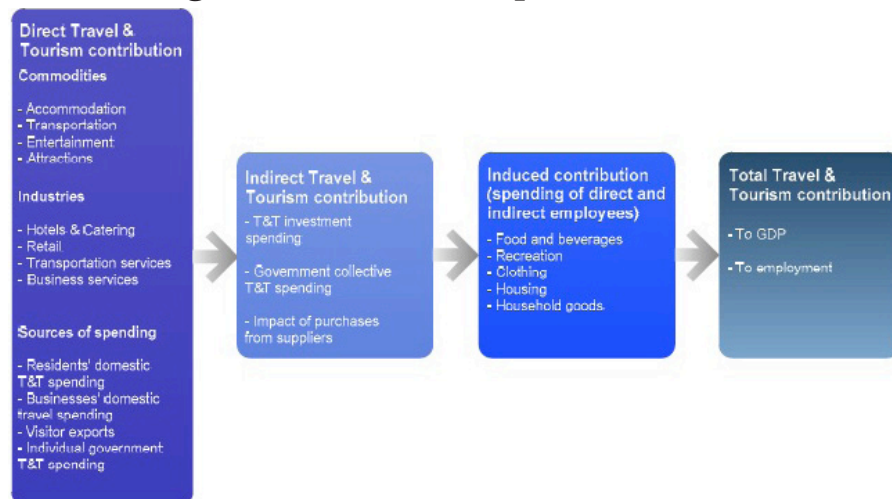 Direct Travel &
Tourism contribution
Commodities
- Accommodation
- Transportation
- Entertainment
- Attractions
Industries
- Hotels & Catering
- Retail
- Transportation services
- Business services
Sources of spending
- Residents' domestic
T&T spending
- Businesses' domestic
travel spending
- Visitor exports
- Individual government
T&T spending
Indirect Travel &
Tourism contribution
- T&T investment
spending
- Government collective
T&T spending
- Impact of purchases
from suppliers
Induced contribution
(spending of direct and
indirect employees)
- Food and beverages
- Recreation
- Clothing
- Housing
- Household goods
Total Travel &
Tourism contribution
- To GDP
- To employment